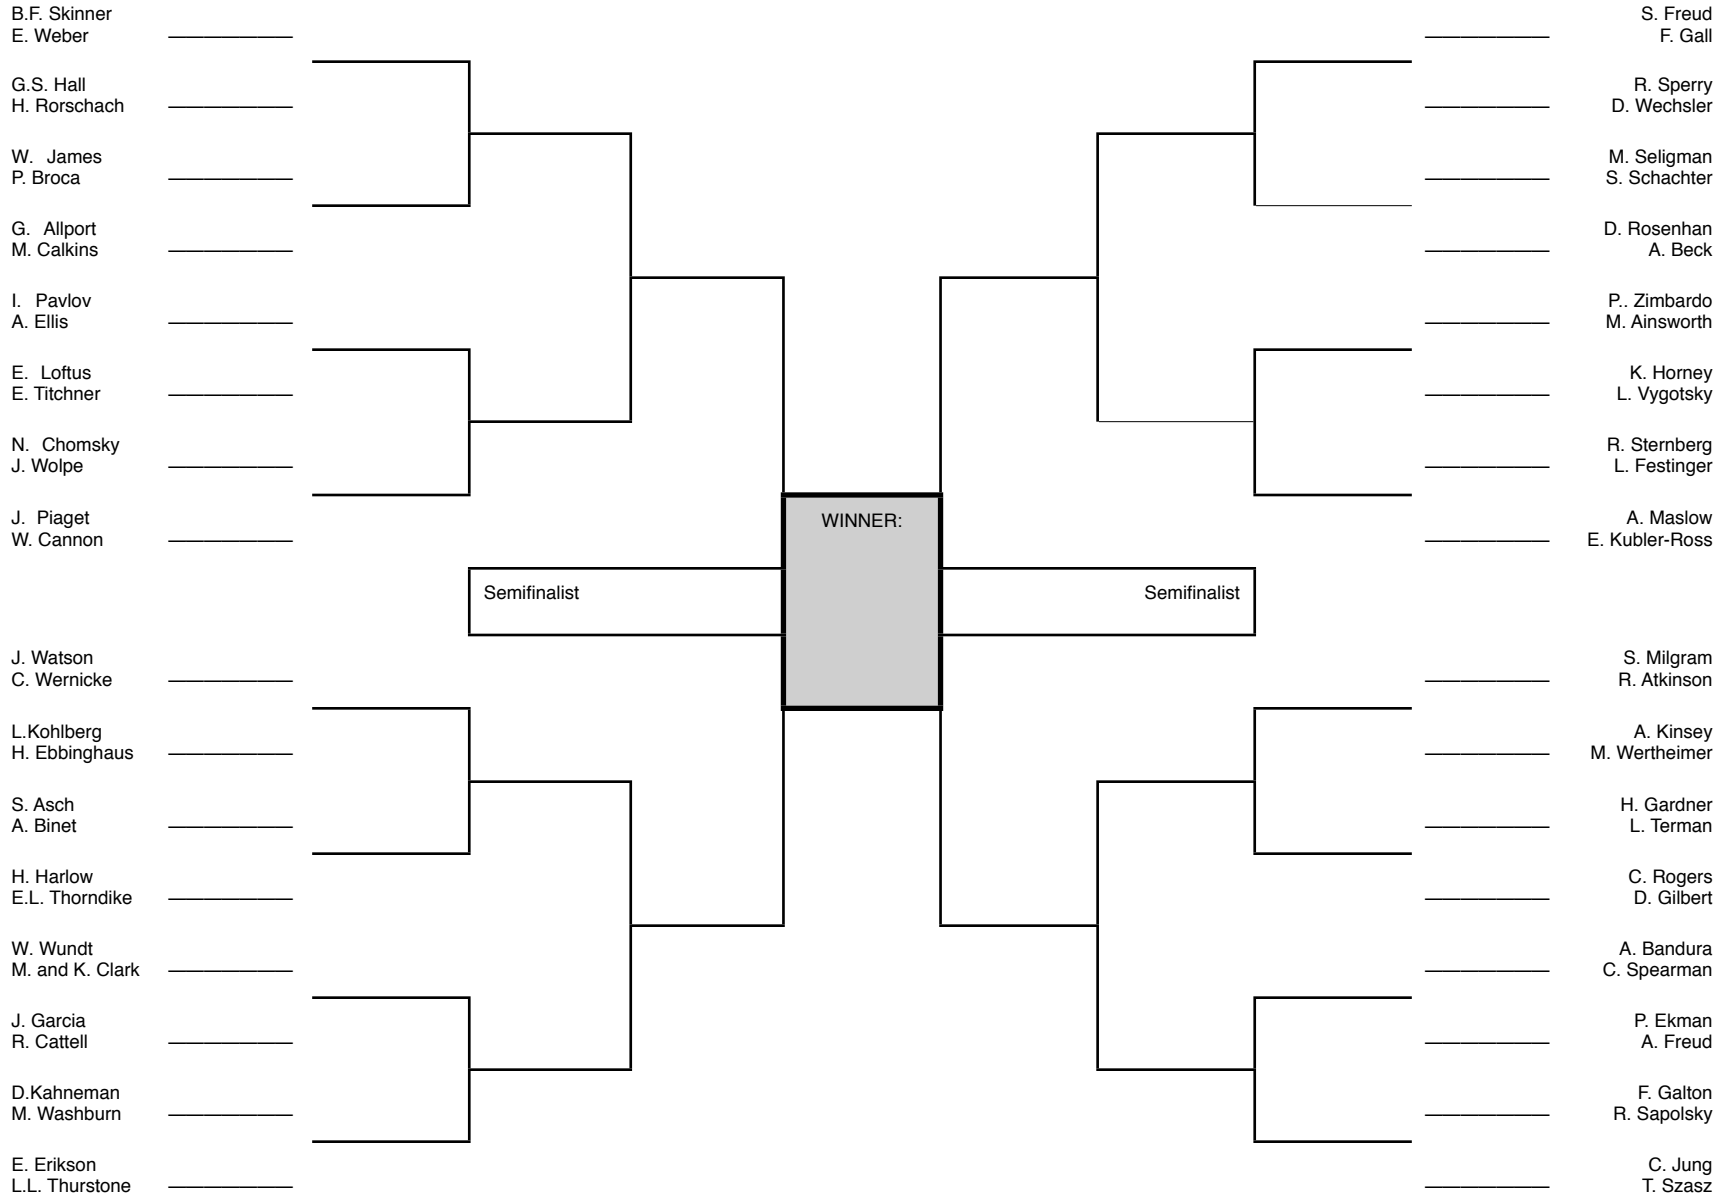 B.F. Skinner
E. Weber
G.S. Hall
H. Rorschach
W. James
P. Broca
G. Allport
M. Calkins
I. Pavlov
A. Ellis
E. Loftus
E. Titchner
N. Chomsky
J. Wolpe
J. Piaget
W. Cannon
J. Watson
C. Wernicke
L.Kohlberg
H. Ebbinghaus
S. Asch
A. Binet
H. Harlow
E.L. Thorndike
W. Wundt
M. and K. Clark
J. Garcia
R. Cattell
D.Kahneman
M. Washburn
E. Erikson
L.L. Thurstone
Semifinalist
WINNER:
Semifinalist
S. Freud
F. Gall
R. Sperry
D. Wechsler
M. Seligman
S. Schachter
D. Rosenhan
A. Beck
P.. Zimbardo
M. Ainsworth
K. Horney
L. Vygotsky
R. Sternberg
L. Festinger
A. Maslow
E. Kubler-Ross
S. Milgram
R. Atkinson
A. Kinsey
M. Wertheimer
H. Gardner
L. Terman
C. Rogers
D. Gilbert
A. Bandura
C. Spearman
P. Ekman
A. Freud
F. Galton
R. Sapolsky
C. Jung
T. Szasz